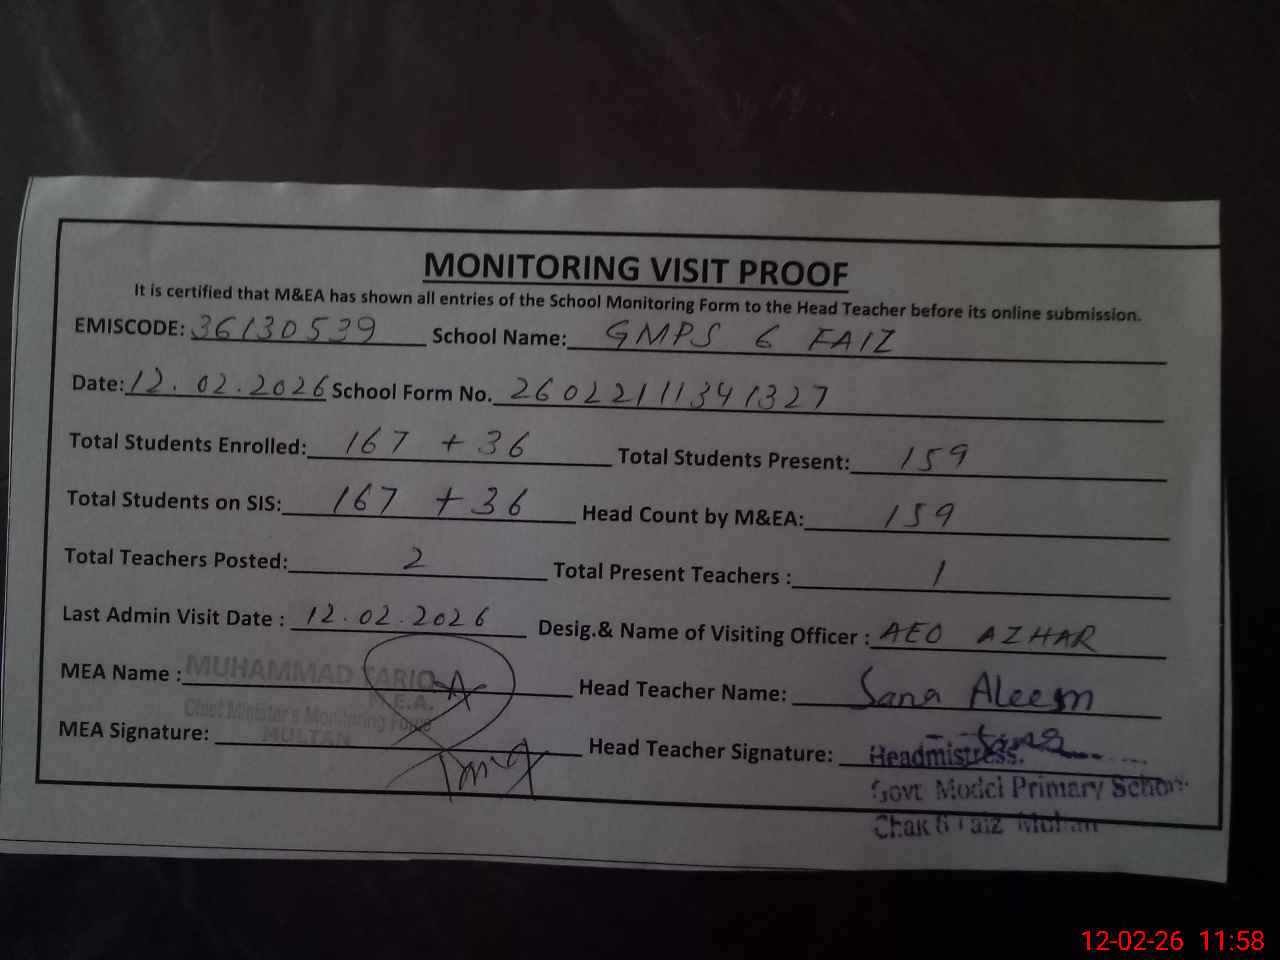 MONITORING VISIT PROOF
It is certified that M&EA has shown all entries of the School Monitoring Form to the Head Teacher before its online submission.
EMISCODE: 36130539 School Name: GMPS 6 FAIZ
Date: 12.02.2026 School Form No. 26022111341327
Total Students Enrolled: 167 + 36 Total Students Present: 159
Total Students on SIS: 167 + 36 Head Count by M&EA: 159
Total Teachers Posted: 2 Total Present Teachers : 1
Last Admin Visit Date : 12.02.2026 Desig.& Name of Visiting Officer : AEO AZHAR
MEA Name : MUHAMMAD TARIQ Head Teacher Name: Sana Aleem
M.E.A.
Chief Minister's Monitoring Force
MULTAN
MEA Signature: Head Teacher Signature: Headmistress.
Govt Model Primary School
Chak 6 Faiz Multan
12-02-26 11:58